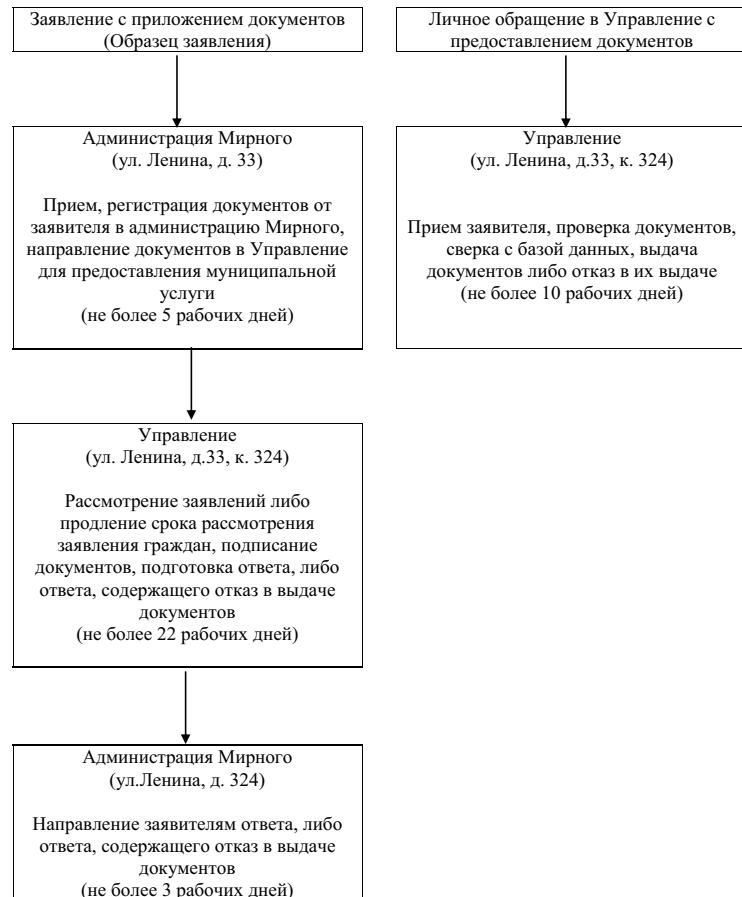 Заявление с приложением документов
(Образец заявления)
Личное обращение в Управление с
предоставлением документов
Администрация Мирного
(ул. Ленина, д. 33)
Прием, регистрация документов от
заявителя в администрацию Мирного,
направление документов в Управление
для предоставления муниципальной
услуги
(не более 5 рабочих дней)
Управление
(ул. Ленина, д.33, к. 324)
Прием заявителя, проверка документов,
сверка с базой данных, выдача
документов либо отказ в их выдаче
(не более 10 рабочих дней)
Управление
(ул. Ленина, д.33, к. 324)
Рассмотрение заявлений либо
продление срока рассмотрения
заявления граждан, подписание
документов, подготовка ответа, либо
ответа, содержащего отказ в выдаче
документов
(не более 22 рабочих дней)
Администрация Мирного
(ул.Ленина, д. 324)
Направление заявителям ответа, либо
ответа, содержащего отказ в выдаче
документов
(не более 3 рабочих дней)